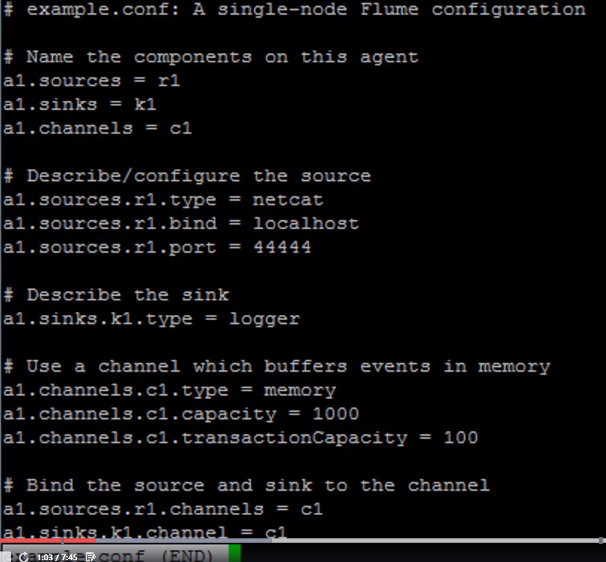 # example.conf: A single-node Flume configuration
# Name the components on this agent
a1.sources = r1
a1.sinks = k1
a1.channels = c1
# Describe/configure the source
a1.sources.r1.type = netcat
a1.sources.r1.bind = localhost
a1.sources.r1.port = 44444
# Describe the sink
a1.sinks.k1.type = logger
# Use a channel which buffers events in memory
a1.channels.c1.type = memory
a1.channels.c1.capacity = 1000
a1.channels.c1.transactionCapacity = 100
# Bind the source and sink to the channel
a1.sources.r1.channels = c1
a1.sinks.k1.channel = c1
1:03 / 7:45
conf (END)